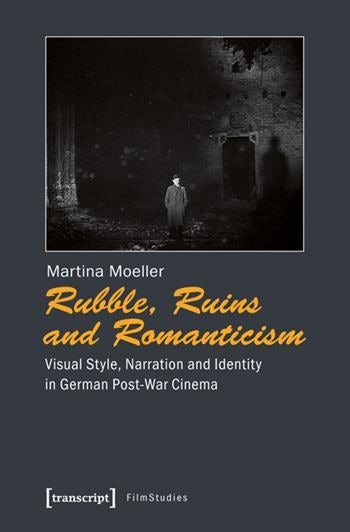 Martina Moeller
Rubble, Ruins
and Romanticism
Visual Style, Narration and Identity
in German Post-War Cinema
[transcript] FilmStudies